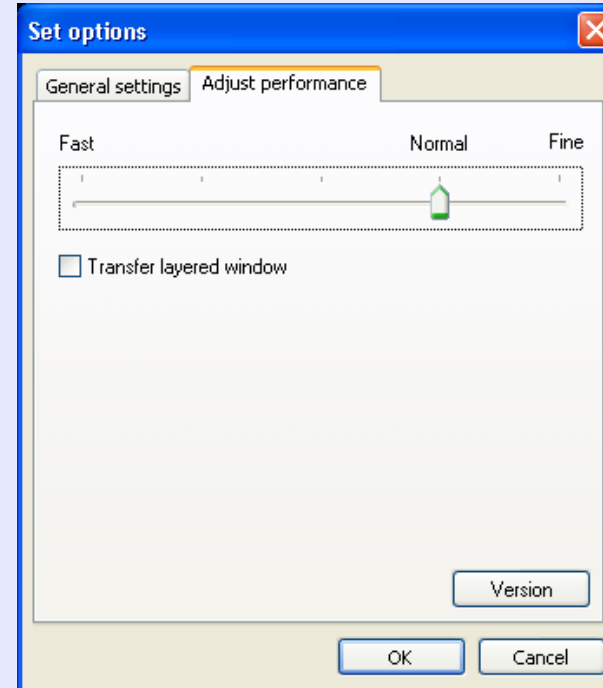 Set options
General settings Adjust performance
Fast Normal Fine
Transfer layered window
Version
OK Cancel